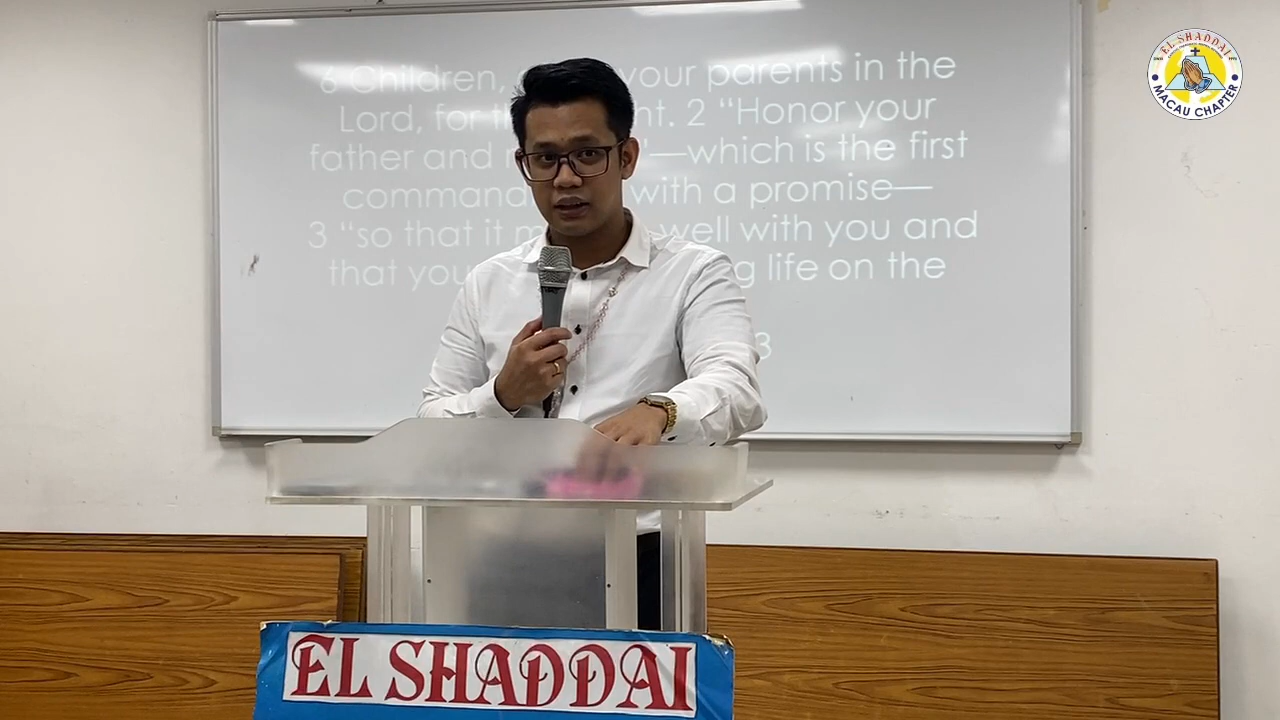 6 Children, your parents in the
Lord, for 2 “Honor your
father and —which is the first
with a promise—
3 “so that it well with you and
that you life on the
3
EL SHADDAI
EL SHADDAI
MACAU CHAPTER